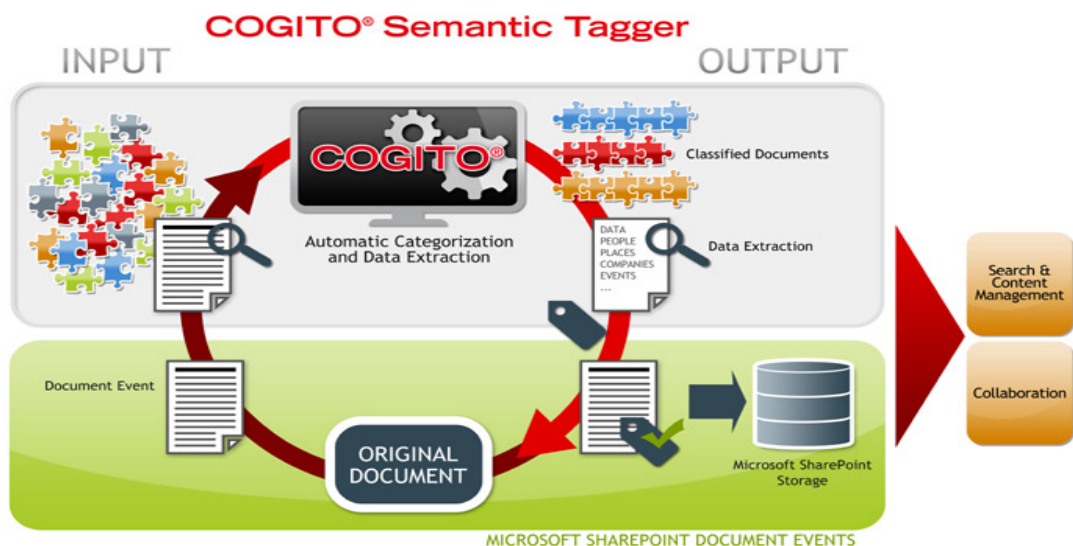 COGITO® Semantic Tagger
INPUT
OUTPUT
COGITO®
Automatic Categorization
and Data Extraction
Classified Documents
DATA
PEOPLE
PLACES
COMPANIES
EVENTS
...
Data Extraction
Search &
Content
Management
Collaboration
Document Event
ORIGINAL
DOCUMENT
Microsoft SharePoint
Storage
MICROSOFT SHAREPOINT DOCUMENT EVENTS